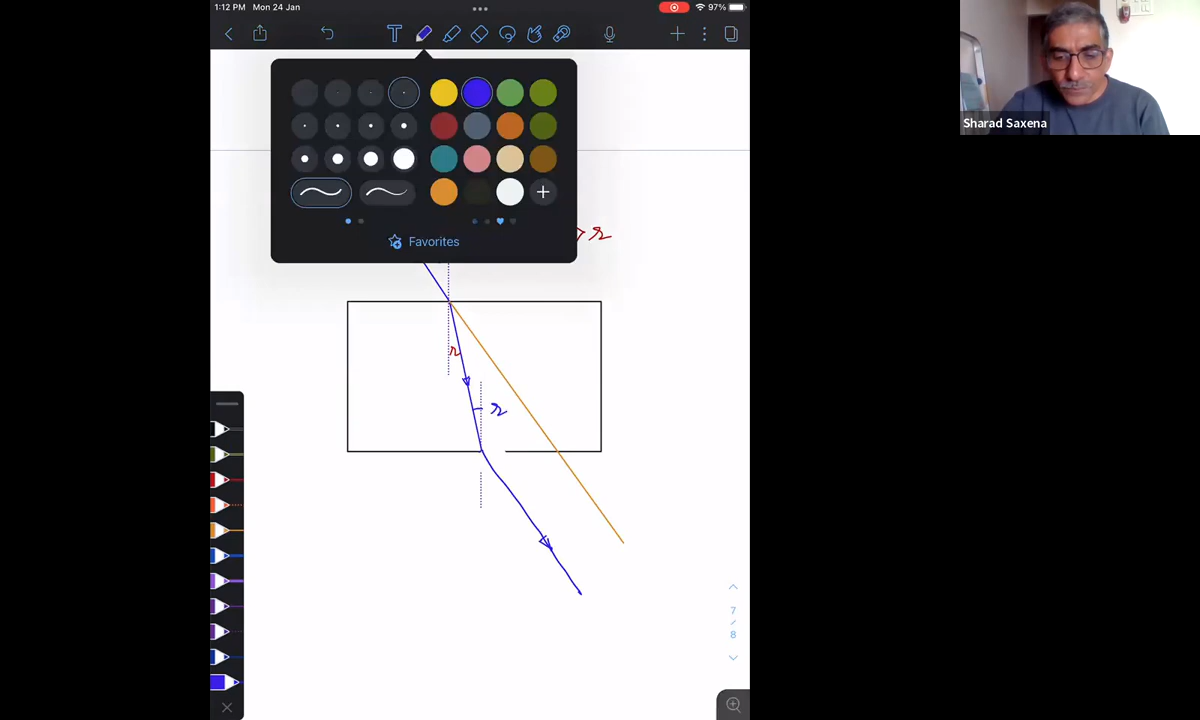 1:12 PM Mon 24 Jan
97%
T
Sharad Saxena
Favorites
> r
r
r
7
/
8